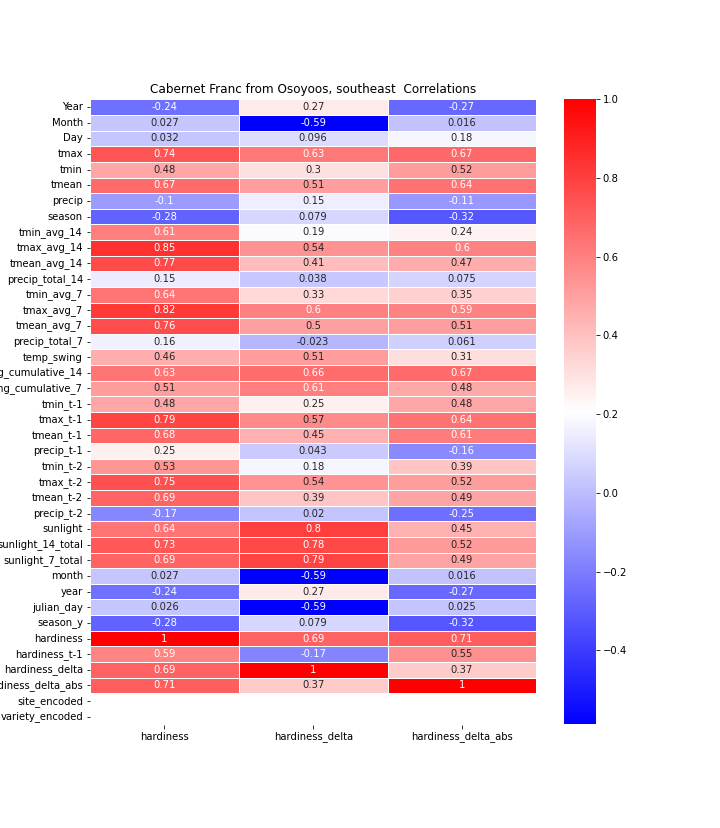 Cabernet Franc from Osoyoos, southeast Correlations
Year -0.24 0.27 -0.27
Month 0.027 -0.59 0.016
Day 0.032 0.096 0.18
tmax 0.74 0.63 0.67
tmin 0.48 0.3 0.52
tmean 0.67 0.51 0.64
precip -0.1 0.15 -0.11
season -0.28 0.079 -0.32
tmin_avg_14 0.61 0.19 0.24
tmax_avg_14 0.85 0.54 0.6
tmean_avg_14 0.77 0.41 0.47
precip_total_14 0.15 0.038 0.075
tmin_avg_7 0.64 0.33 0.35
tmax_avg_7 0.82 0.6 0.59
tmean_avg_7 0.76 0.5 0.51
precip_total_7 0.16 -0.023 0.061
temp_swing 0.46 0.51 0.31
g_cumulative_14 0.63 0.66 0.67
ng_cumulative_7 0.51 0.61 0.48
tmin_t-1 0.48 0.25 0.48
tmax_t-1 0.79 0.57 0.64
tmean_t-1 0.68 0.45 0.61
precip_t-1 0.25 0.043 -0.16
tmin_t-2 0.53 0.18 0.39
tmax_t-2 0.75 0.54 0.52
tmean_t-2 0.69 0.39 0.49
precip_t-2 -0.17 0.02 -0.25
sunlight 0.64 0.8 0.45
sunlight_14_total 0.73 0.78 0.52
sunlight_7_total 0.69 0.79 0.49
month 0.027 -0.59 0.016
year -0.24 0.27 -0.27
julian_day 0.026 -0.59 0.025
season_y -0.28 0.079 -0.32
hardiness 1 0.69 0.71
hardiness_t-1 0.59 -0.17 0.55
hardiness_delta 0.69 1 0.37
diness_delta_abs 0.71 0.37 1
site_encoded
variety_encoded
hardiness hardiness_delta hardiness_delta_abs
1.0
0.8
0.6
0.4
0.2
0.0
−0.2
−0.4